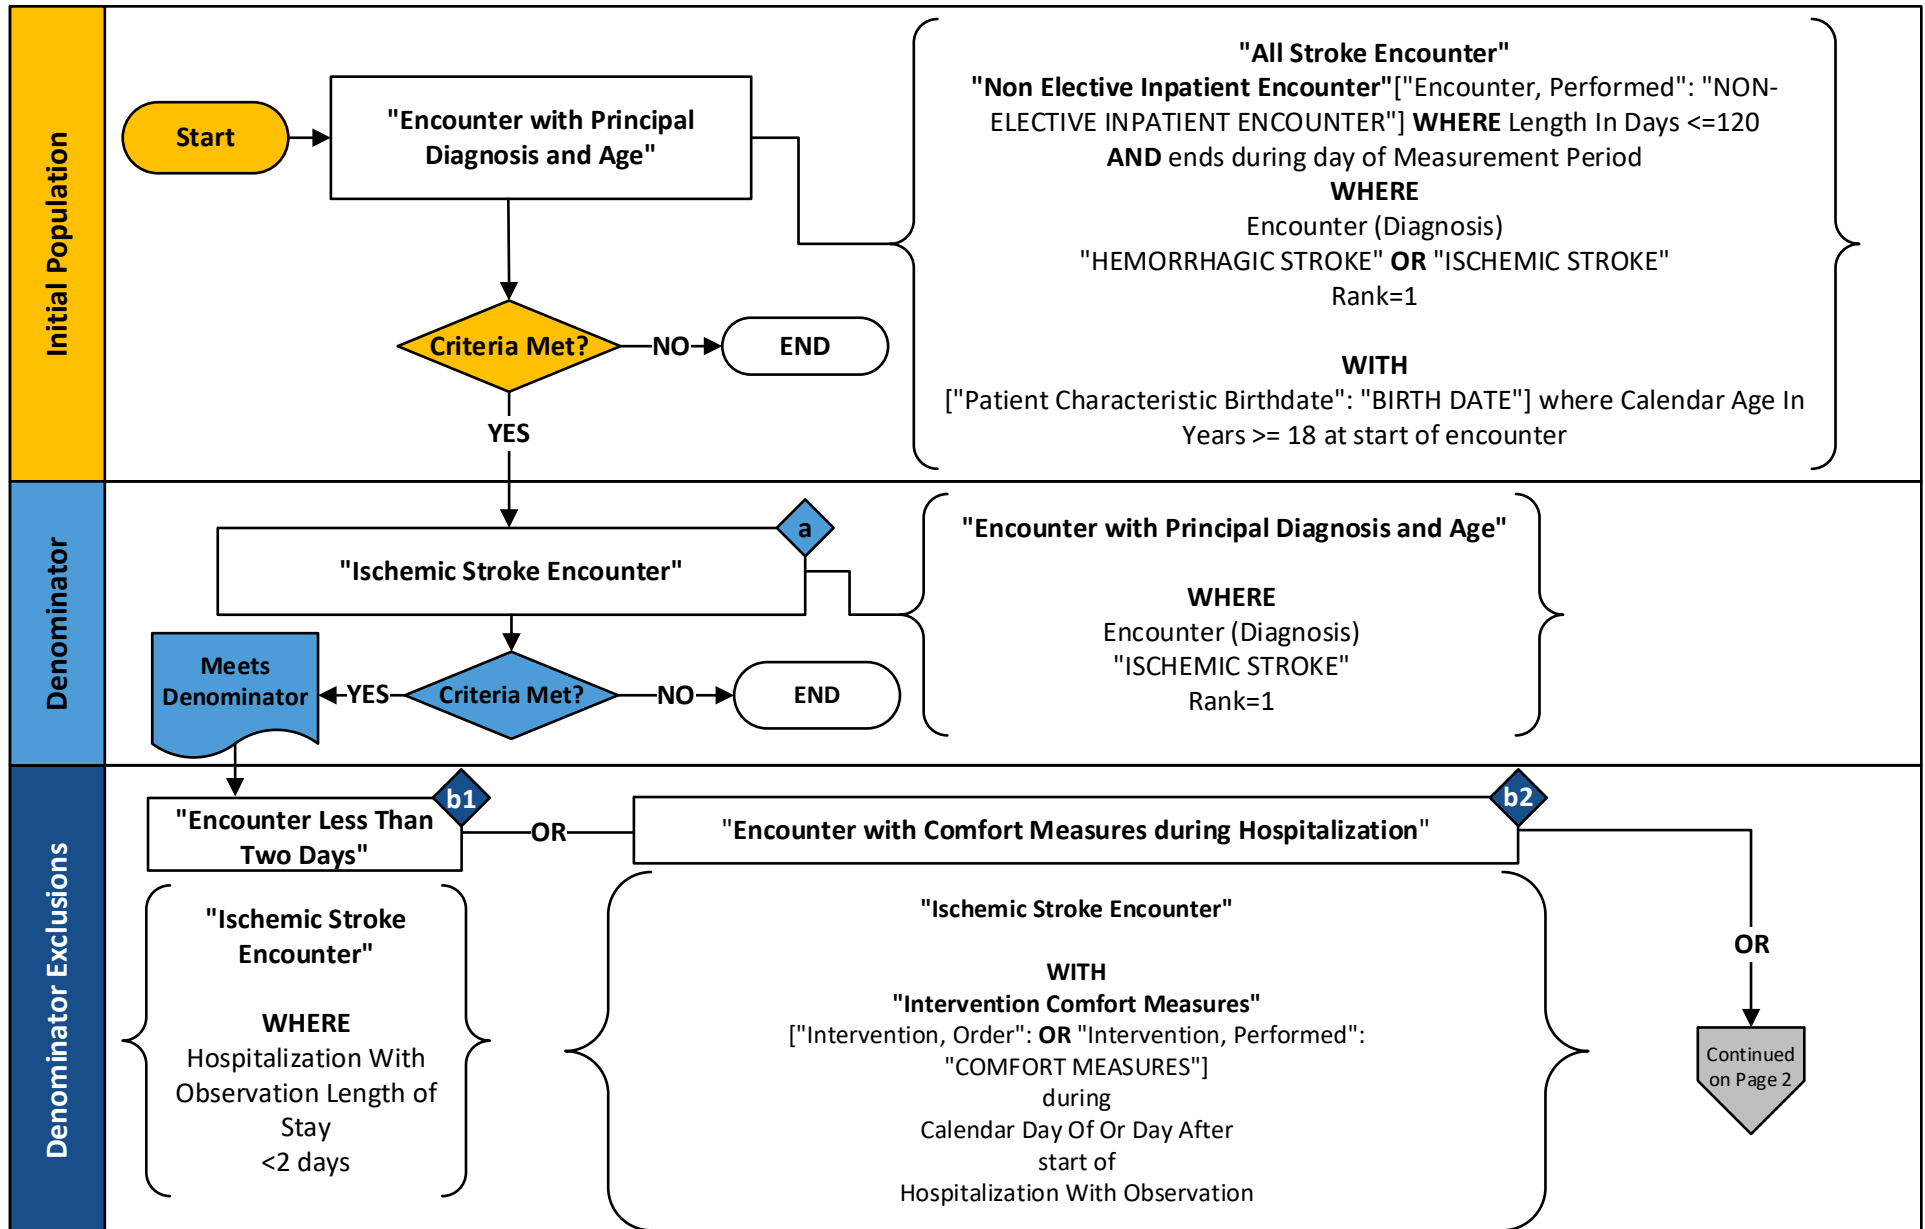 Initial Population
Start
"Encounter with Principal
Diagnosis and Age"
Criteria Met?
NO
END
YES
"All Stroke Encounter"
"Non Elective Inpatient Encounter"["Encounter, Performed": "NON-
ELECTIVE INPATIENT ENCOUNTER"] WHERE Length In Days <=120
AND ends during day of Measurement Period
WHERE
Encounter (Diagnosis)
"HEMORRHAGIC STROKE" OR "ISCHEMIC STROKE"
Rank=1
WITH
["Patient Characteristic Birthdate": "BIRTH DATE"] where Calendar Age In
Years >= 18 at start of encounter
Denominator
"Ischemic Stroke Encounter"
a
Meets
Denominator
YES
Criteria Met?
NO
END
"Encounter with Principal Diagnosis and Age"
WHERE
Encounter (Diagnosis)
"ISCHEMIC STROKE"
Rank=1
Denominator Exclusions
"Encounter Less Than
Two Days"
b1
OR
"Encounter with Comfort Measures during Hospitalization"
b2
"Ischemic Stroke
Encounter"
WHERE
Hospitalization With
Observation Length of
Stay
<2 days
"Ischemic Stroke Encounter"
WITH
"Intervention Comfort Measures"
["Intervention, Order": OR "Intervention, Performed":
"COMFORT MEASURES"]
during
Calendar Day Of Or Day After
start of
Hospitalization With Observation
OR
Continued
on Page 2